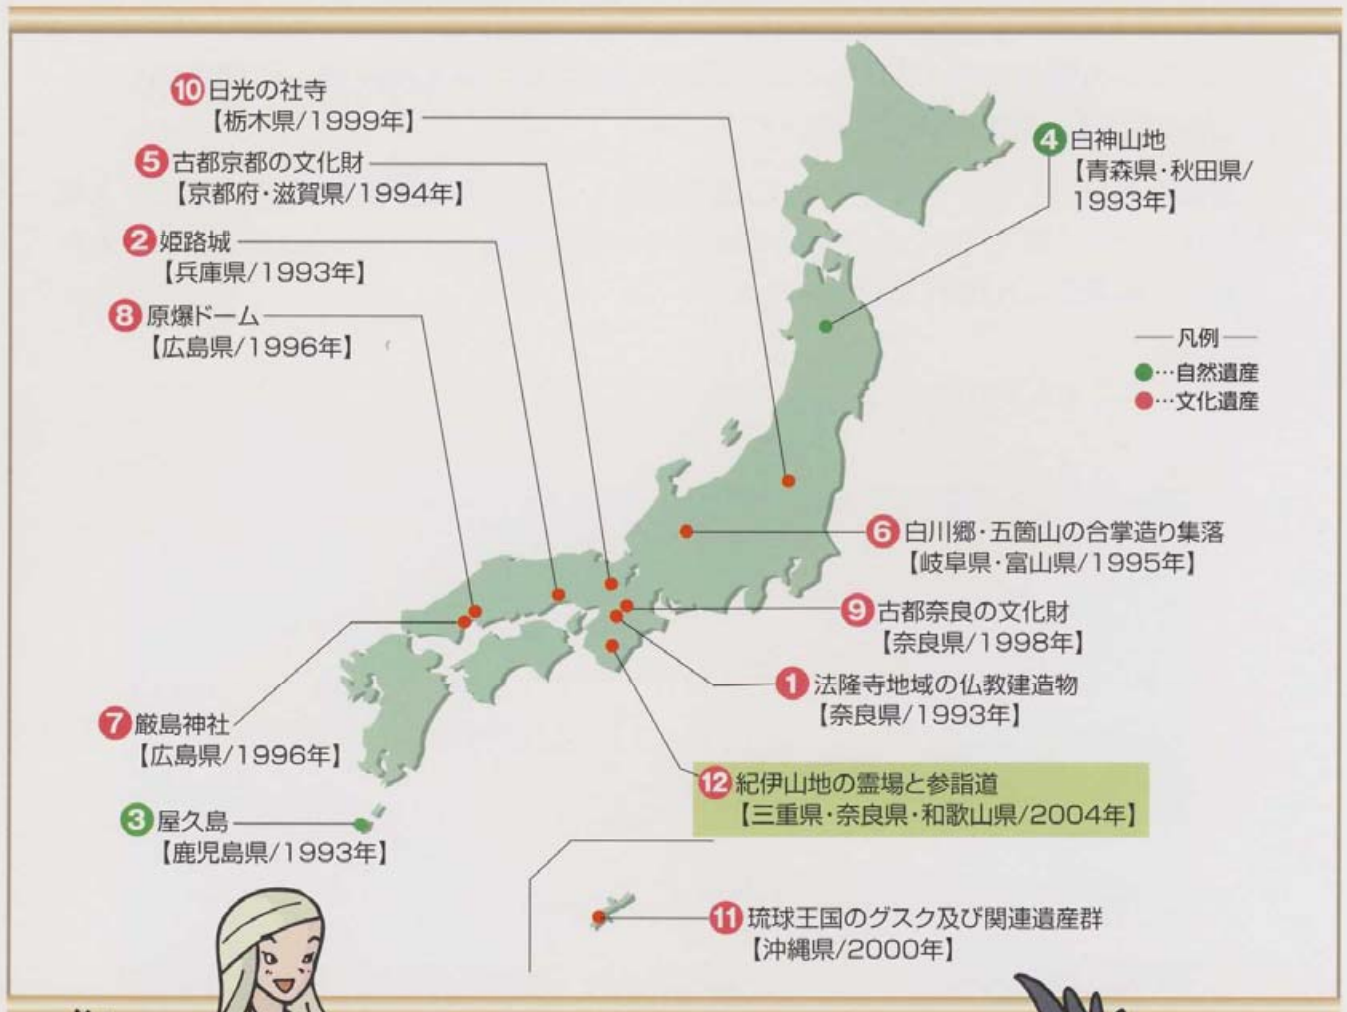 10 日光の社寺
【栃木県/1999年】
5 古都京都の文化財
【京都府・滋賀県/1994年】
2 姫路城
【兵庫県/1993年】
8 原爆ドーム
【広島県/1996年】
4 白神山地
【青森県・秋田県/
1993年】
凡例
●…自然遺産
●…文化遺産
6 白川郷・五箇山の合掌造り集落
【岐阜県・富山県/1995年】
9 古都奈良の文化財
【奈良県/1998年】
1 法隆寺地域の仏教建造物
【奈良県/1993年】
7 厳島神社
【広島県/1996年】
12 紀伊山地の霊場と参詣道
【三重県・奈良県・和歌山県/2004年】
3 屋久島
【鹿児島県/1993年】
11 琉球王国のグスク及び関連遺産群
【沖縄県/2000年】